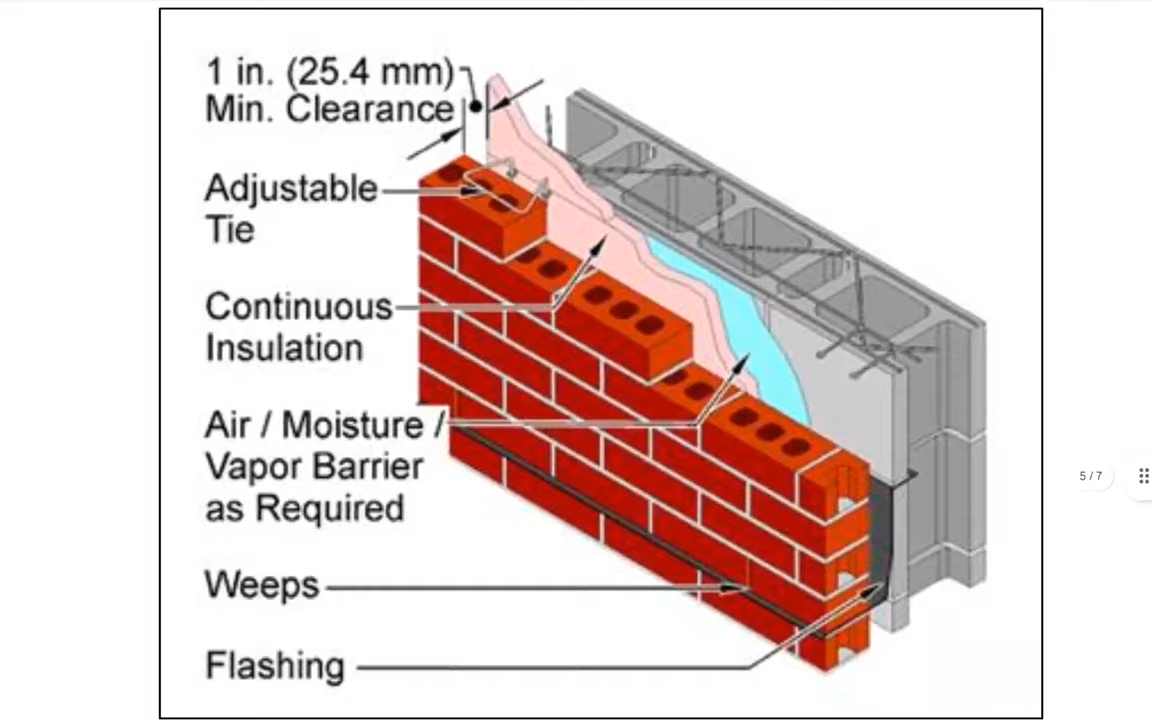 1 in. (25.4 mm)
Min. Clearance
Adjustable
Tie
Continuous
Insulation
Air / Moisture /
Vapor Barrier
as Required
Weeps
Flashing
5 / 7